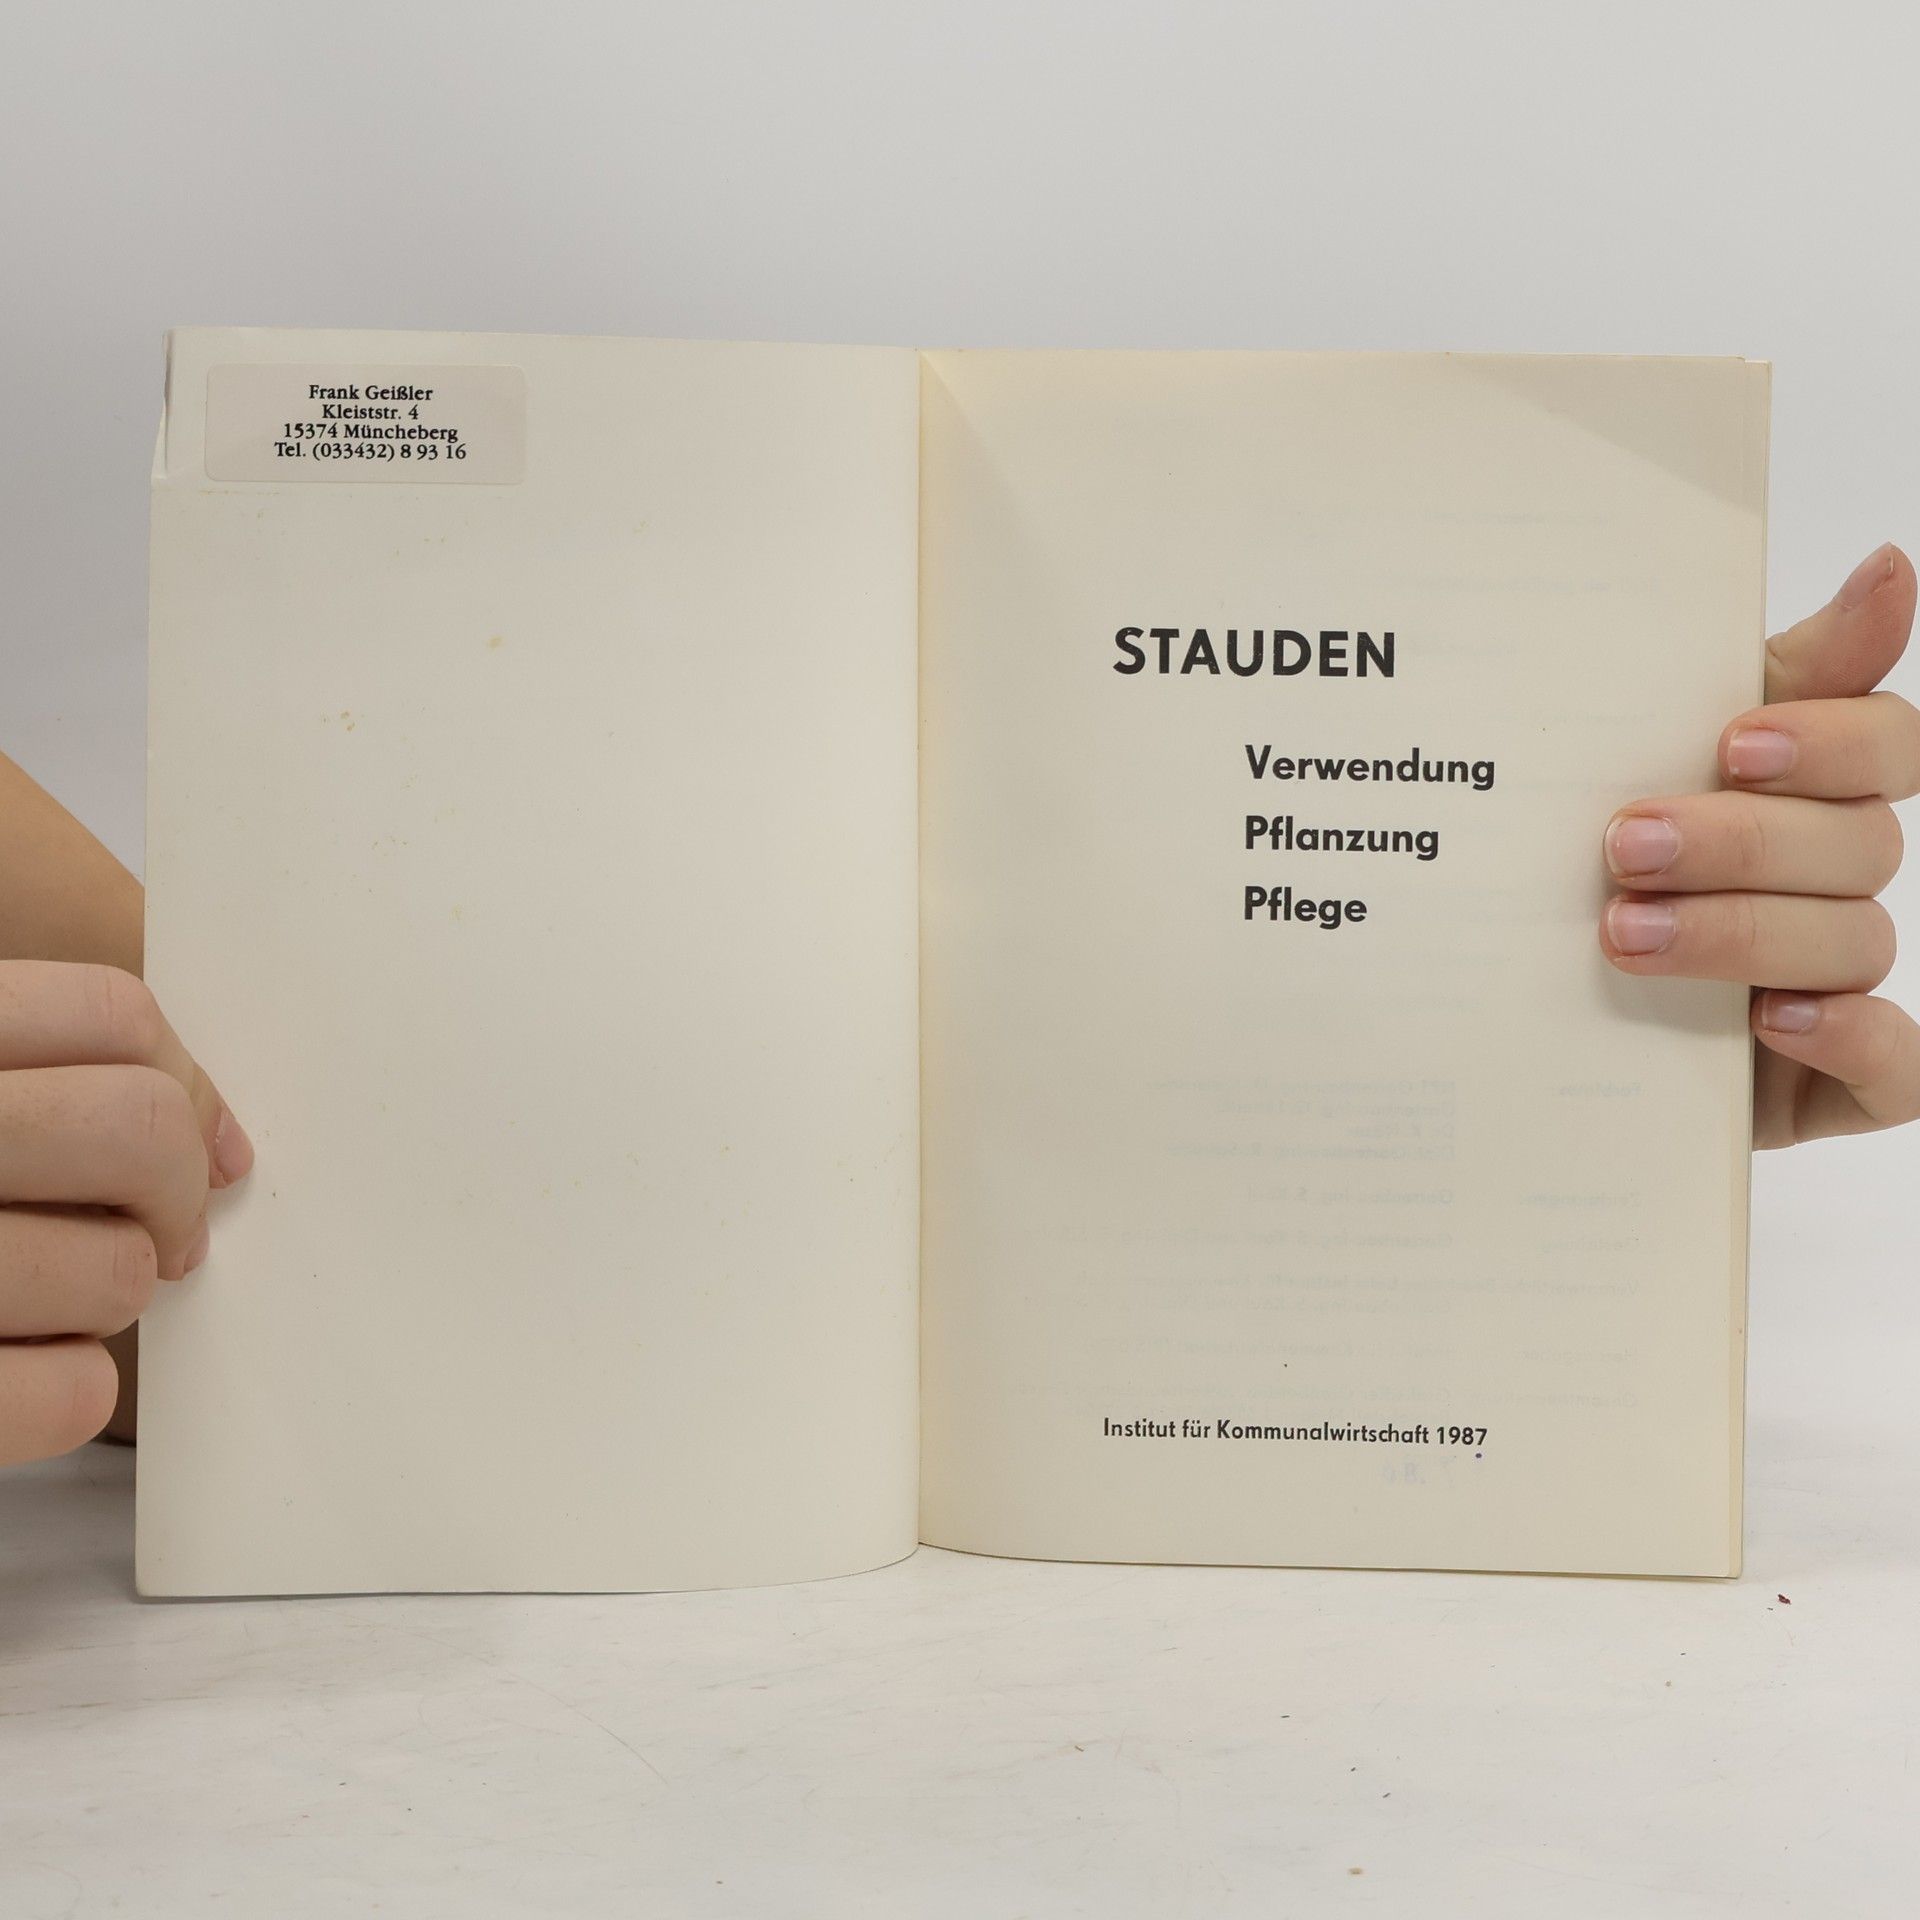 Frank Geißler
Kleiststr. 4
15374 Müncheberg
Tel. (033432) 8 93 16
STAUDEN
Verwendung
Pflanzung
Pflege
Institut für Kommunalwirtschaft 1987